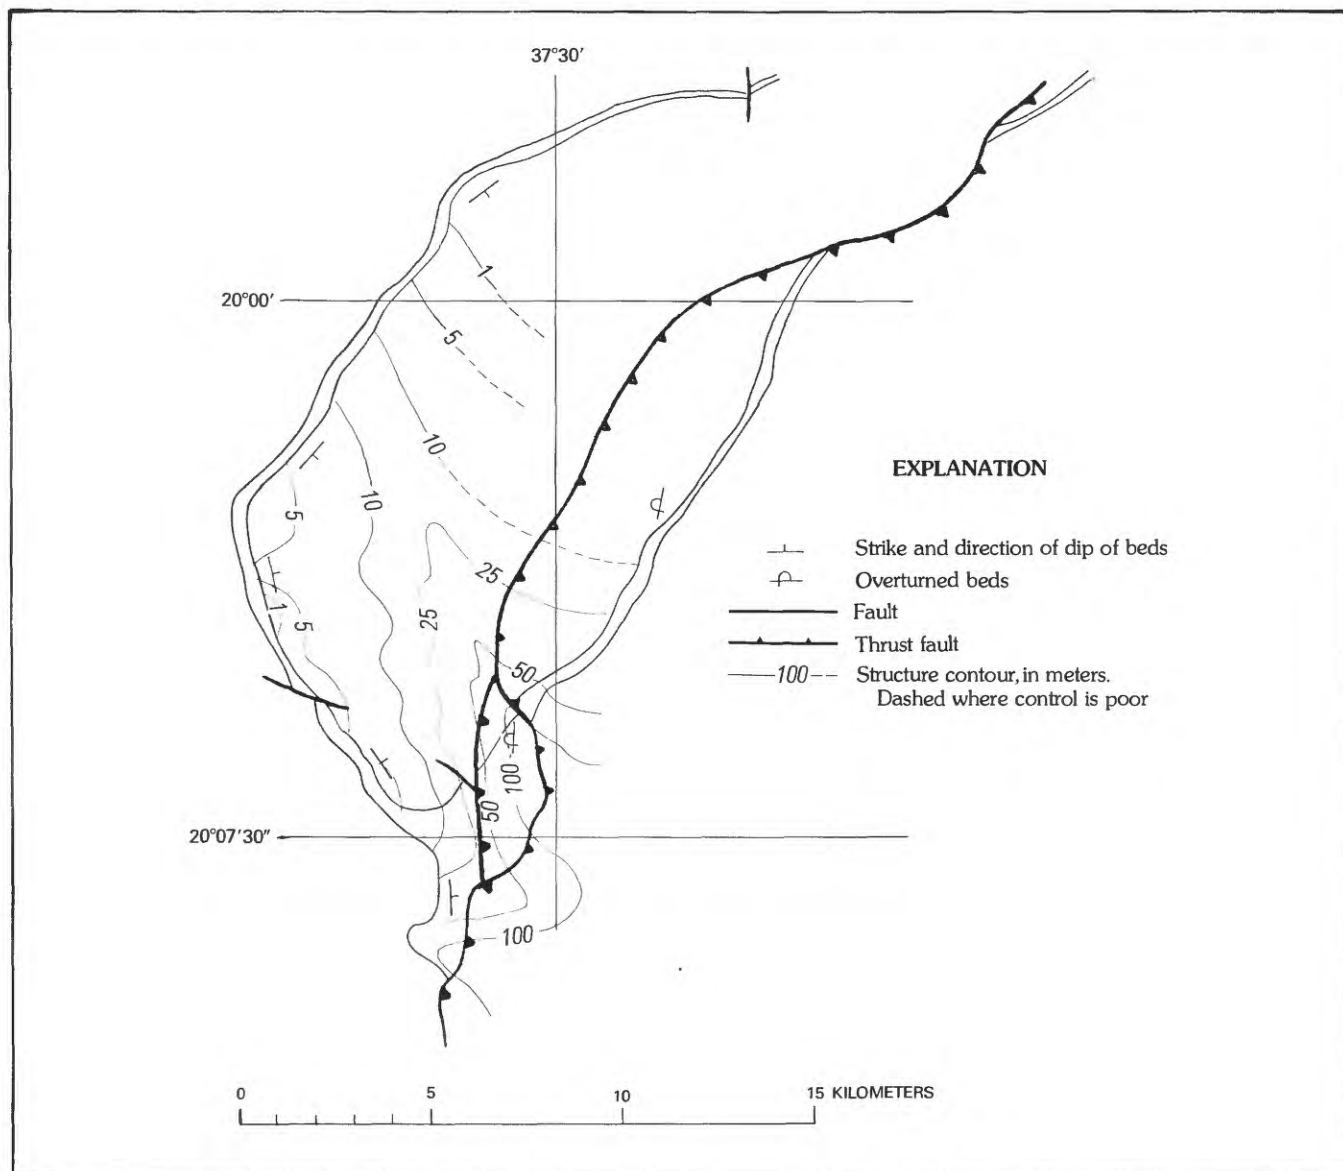 37°30′
20°00′
1
5
10
10
5
25
25
1
5
50
100
50
20°07′30″
100
EXPLANATION
Strike and direction of dip of beds
Overturned beds
Fault
Thrust fault
100 Structure contour, in meters.
Dashed where control is poor
0 5 10 15 KILOMETERS